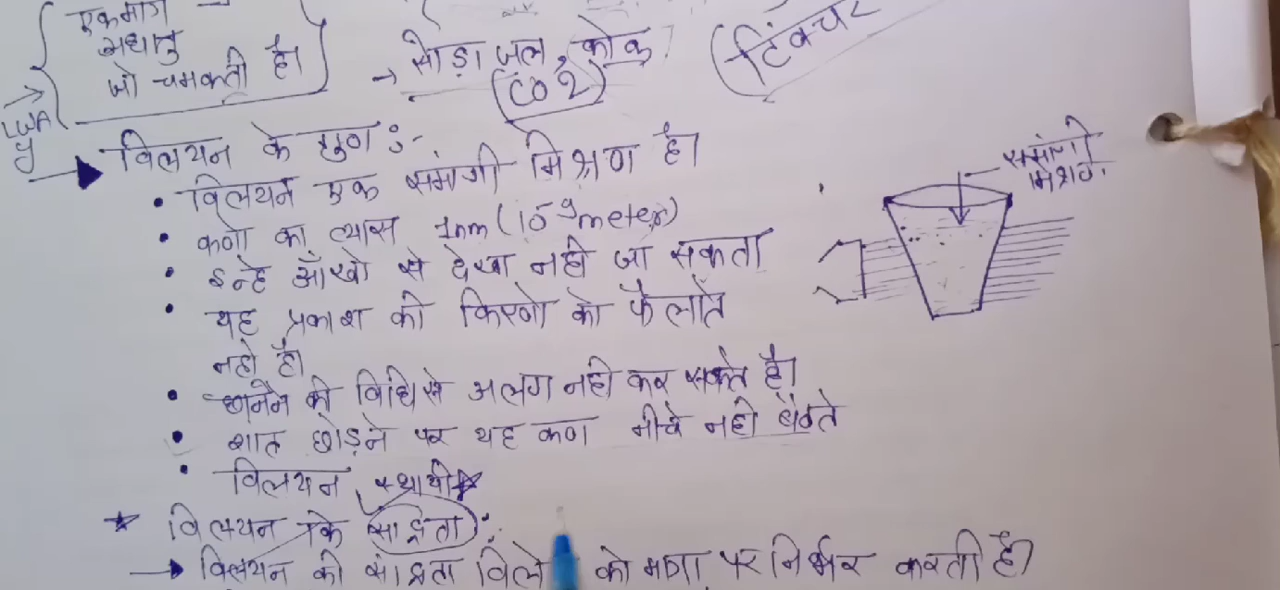 एकमात्र
अधातु
जो चमकती है।
→ सोडा जल, कोक
(CO2)
(टिंक्चर
विलयन के गुण :-
• विलयन एक समांगी मिश्रण है।
• कणो का व्यास 1nm (10-9 meter)
• इन्हे आँखो से देखा नही जा सकता
• यह प्रकाश की किरणो को फैलाते
नही है।
• छानने की विधि से अलग नही कर सकते है।
• शांत छोड़ने पर यह कण नीचे नही बैठते
• विलयन स्थायी
समांगी
मिश्रण
★ विलयन के सांद्रता :
→ विलयन की सांद्रता विले को मात्रा पर निर्भर करती है।